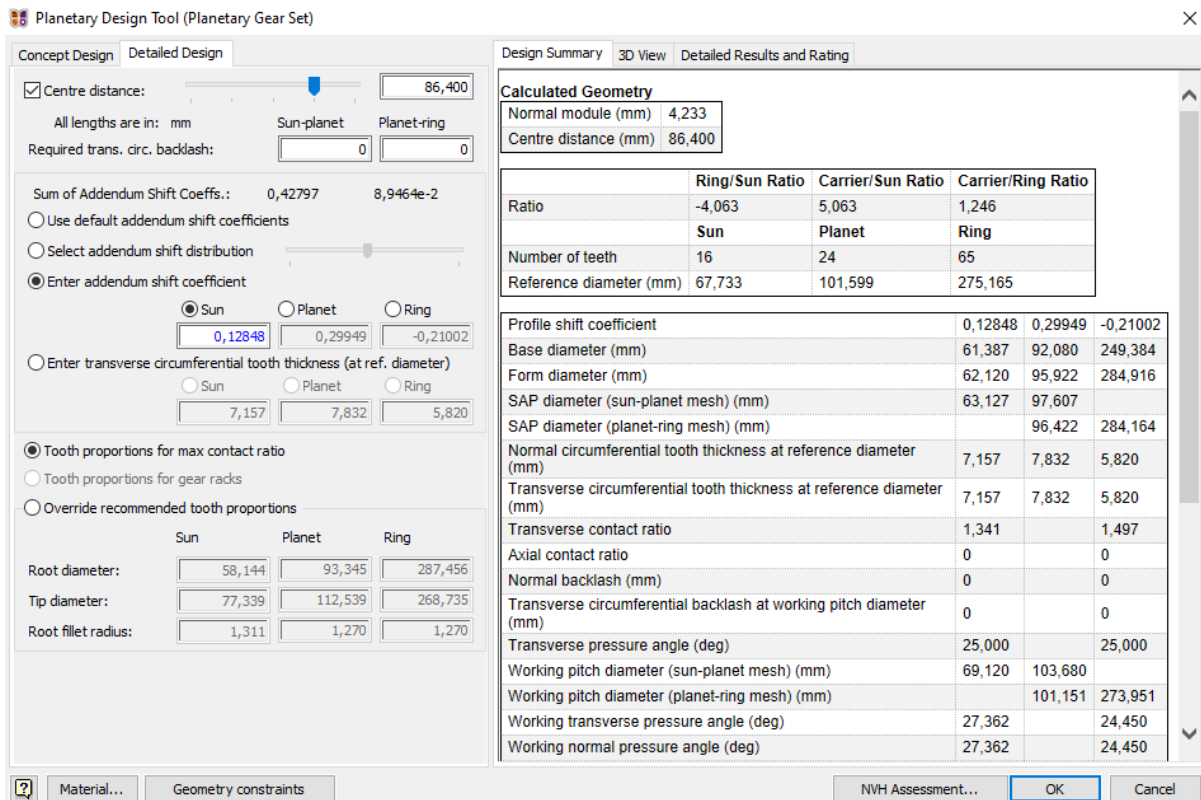 Planetary Design Tool (Planetary Gear Set)
Concept Design Detailed Design
Centre distance: 86,400
All lengths are in: mm Sun-planet Planet-ring
Required trans. circ. backlash: 0 0
Sum of Addendum Shift Coeffs.: 0,42797 8,9464e-2
Use default addendum shift coefficients
Select addendum shift distribution
Enter addendum shift coefficient
Sun Planet Ring
0,12848 0,29949 -0,21002
Enter transverse circumferential tooth thickness (at ref. diameter)
Sun Planet Ring
7,157 7,832 5,820
Tooth proportions for max contact ratio
Tooth proportions for gear racks
Override recommended tooth proportions
Sun Planet Ring
Root diameter: 58,144 93,345 287,456
Tip diameter: 77,339 112,539 268,735
Root fillet radius: 1,311 1,270 1,270
Design Summary 3D View Detailed Results and Rating
Calculated Geometry
Normal module (mm) 4,233
Centre distance (mm) 86,400
Ring/Sun Ratio Carrier/Sun Ratio Carrier/Ring Ratio
Ratio -4,063 5,063 1,246
Sun Planet Ring
Number of teeth 16 24 65
Reference diameter (mm) 67,733 101,599 275,165
Profile shift coefficient 0,12848 0,29949 -0,21002
Base diameter (mm) 61,387 92,080 249,384
Form diameter (mm) 62,120 95,922 284,916
SAP diameter (sun-planet mesh) (mm) 63,127 97,607
SAP diameter (planet-ring mesh) (mm) 96,422 284,164
Normal circumferential tooth thickness at reference diameter
(mm) 7,157 7,832 5,820
Transverse circumferential tooth thickness at reference diameter
(mm) 7,157 7,832 5,820
Transverse contact ratio 1,341 1,497
Axial contact ratio 0 0
Normal backlash (mm) 0 0
Transverse circumferential backlash at working pitch diameter
(mm) 0 0
Transverse pressure angle (deg) 25,000 25,000
Working pitch diameter (sun-planet mesh) (mm) 69,120 103,680
Working pitch diameter (planet-ring mesh) (mm) 101,151 273,951
Working transverse pressure angle (deg) 27,362 24,450
Working normal pressure angle (deg) 27,362 24,450
? Material... Geometry constraints NVH Assessment... OK Cancel